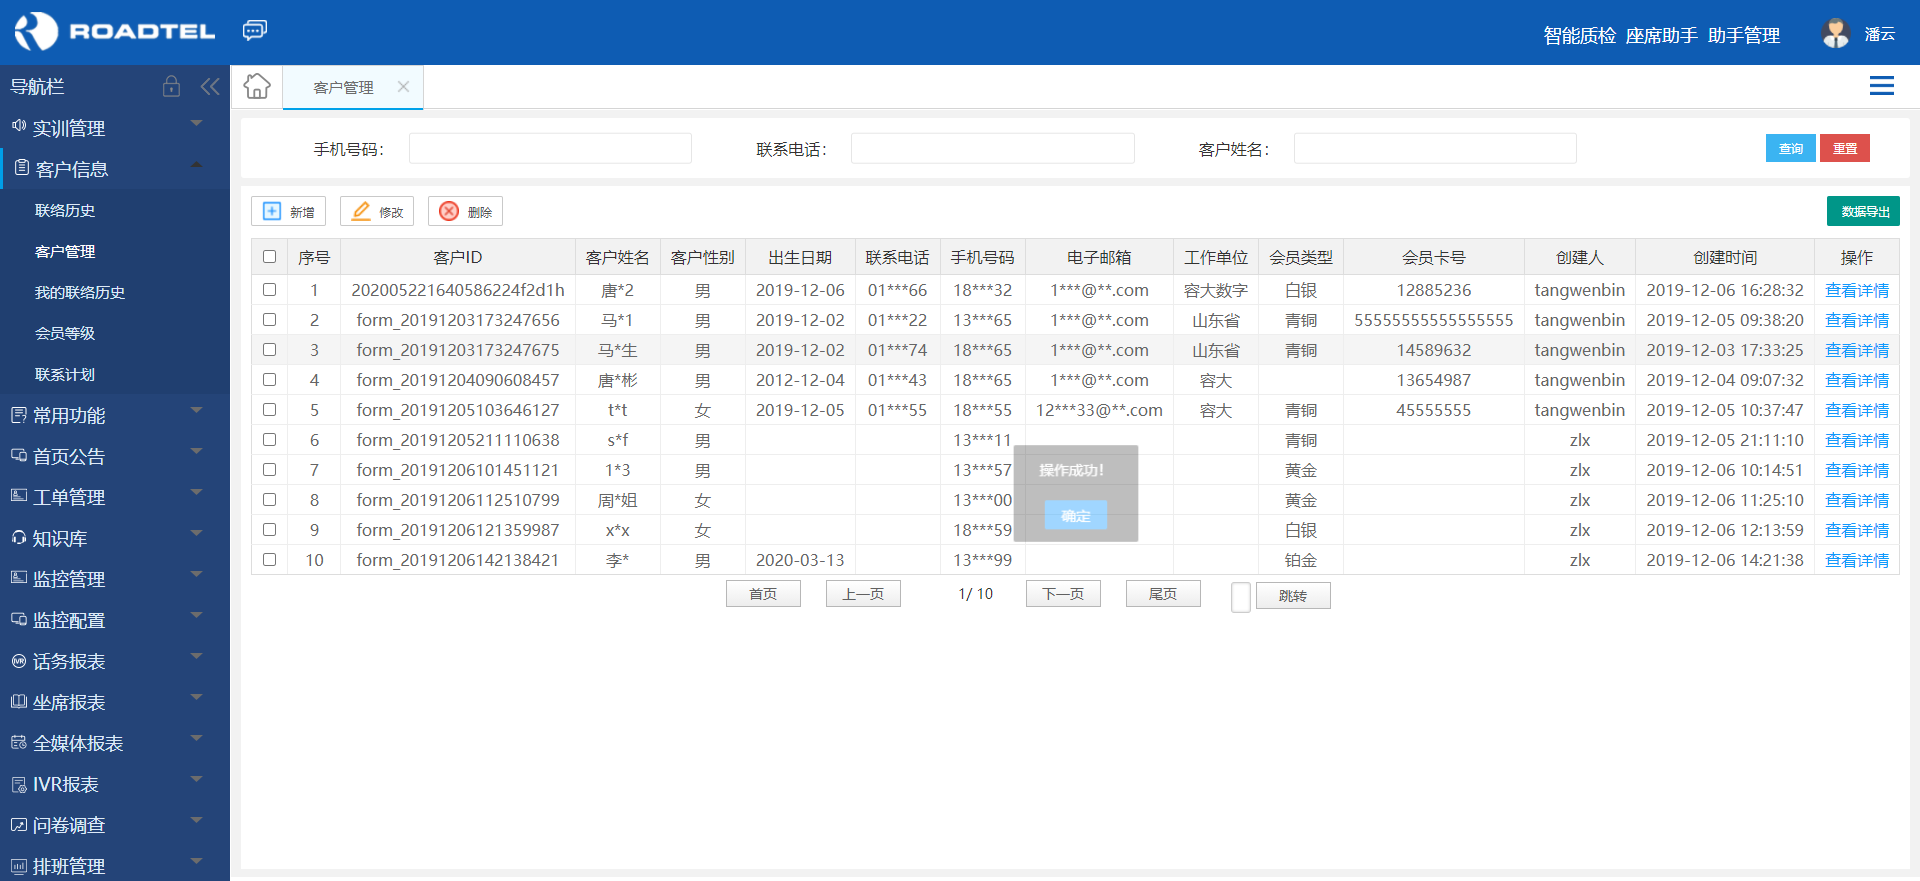 ROADTEL
智能质检 座席助手 助手管理 潘云
导航栏
客户管理
实训管理
客户信息
联络历史
客户管理
我的联络历史
会员等级
联系计划
常用功能
首页公告
工单管理
知识库
监控管理
监控配置
话务报表
坐席报表
全媒体报表
IVR报表
问卷调查
排班管理
手机号码： 联系电话： 客户姓名： 查询 重置
新增 修改 删除 数据导出
序号 客户ID 客户姓名 客户性别 出生日期 联系电话 手机号码 电子邮箱 工作单位 会员类型 会员卡号 创建人 创建时间 操作
1 202005221640586224f2d1h 唐*2 男 2019-12-06 01***66 18***32 1***@**.com 容大数字 白银 12885236 tangwenbin 2019-12-06 16:28:32 查看详情
2 form_20191203173247656 马*1 男 2019-12-02 01***22 13***65 1***@**.com 山东省 青铜 55555555555555555 tangwenbin 2019-12-05 09:38:20 查看详情
3 form_20191203173247675 马*生 男 2019-12-02 01***74 18***65 1***@**.com 山东省 青铜 14589632 tangwenbin 2019-12-03 17:33:25 查看详情
4 form_20191204090608457 唐*彬 男 2012-12-04 01***43 18***65 1***@**.com 容大 13654987 tangwenbin 2019-12-04 09:07:32 查看详情
5 form_20191205103646127 t*t 女 2019-12-05 01***55 18***55 12***33@**.com 容大 青铜 45555555 tangwenbin 2019-12-05 10:37:47 查看详情
6 form_20191205211110638 s*f 男 13***11 青铜 zlx 2019-12-05 21:11:10 查看详情
7 form_20191206101451121 1*3 男 13***57 黄金 zlx 2019-12-06 10:14:51 查看详情
8 form_20191206112510799 周*姐 女 13***00 黄金 zlx 2019-12-06 11:25:10 查看详情
9 form_20191206121359987 x*x 女 18***59 白银 zlx 2019-12-06 12:13:59 查看详情
10 form_20191206142138421 李* 男 2020-03-13 13***99 铂金 zlx 2019-12-06 14:21:38 查看详情
操作成功！
确定
首页 上一页 1/ 10 下一页 尾页 跳转